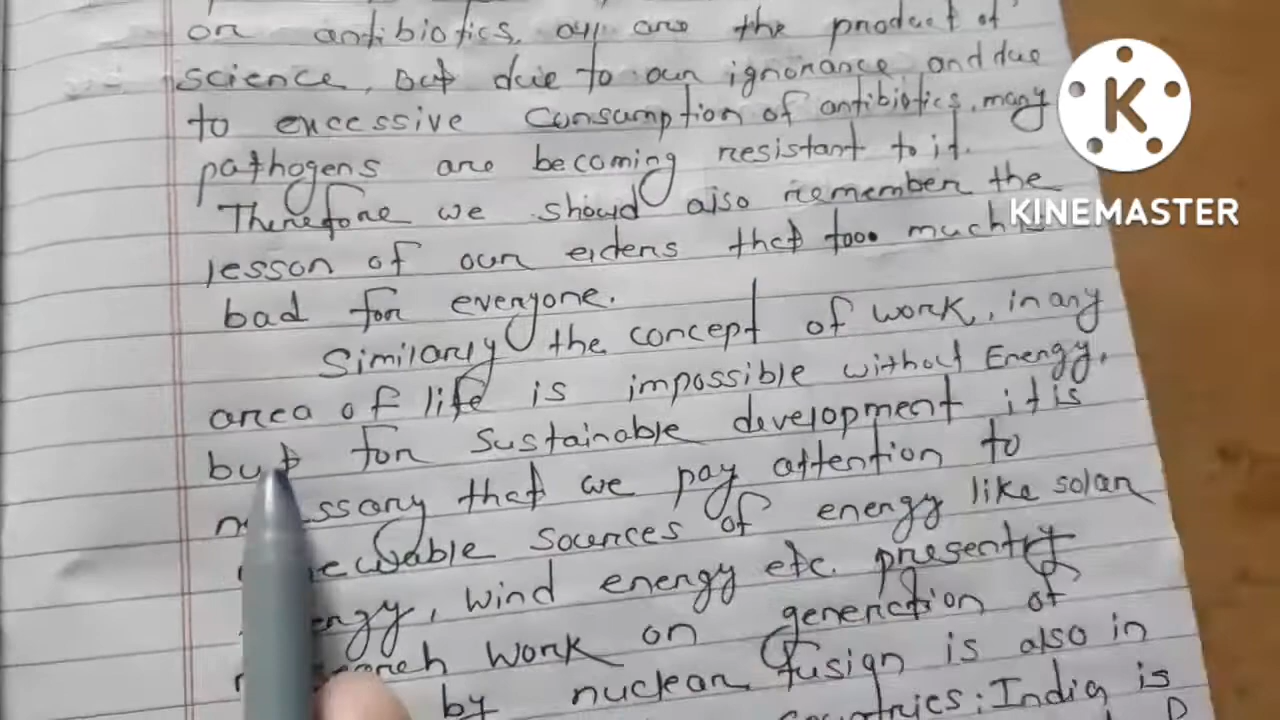 on antibiotics, all are the product of
science, but due to our ignorance and due
to excessive consumption of antibiotics, many
pathogens are becoming resistant to it.
Therefore we should also remember the
lesson of our elders that too much
bad for everyone.
Similarly the concept of work, in any
area of life is impossible without Energy,
but for sustainable development it is
that we pay attention to
sources of energy like solar
wind energy etc. presently
work on generation of
by nuclear fusign is also in
India is
K
KINEMASTER